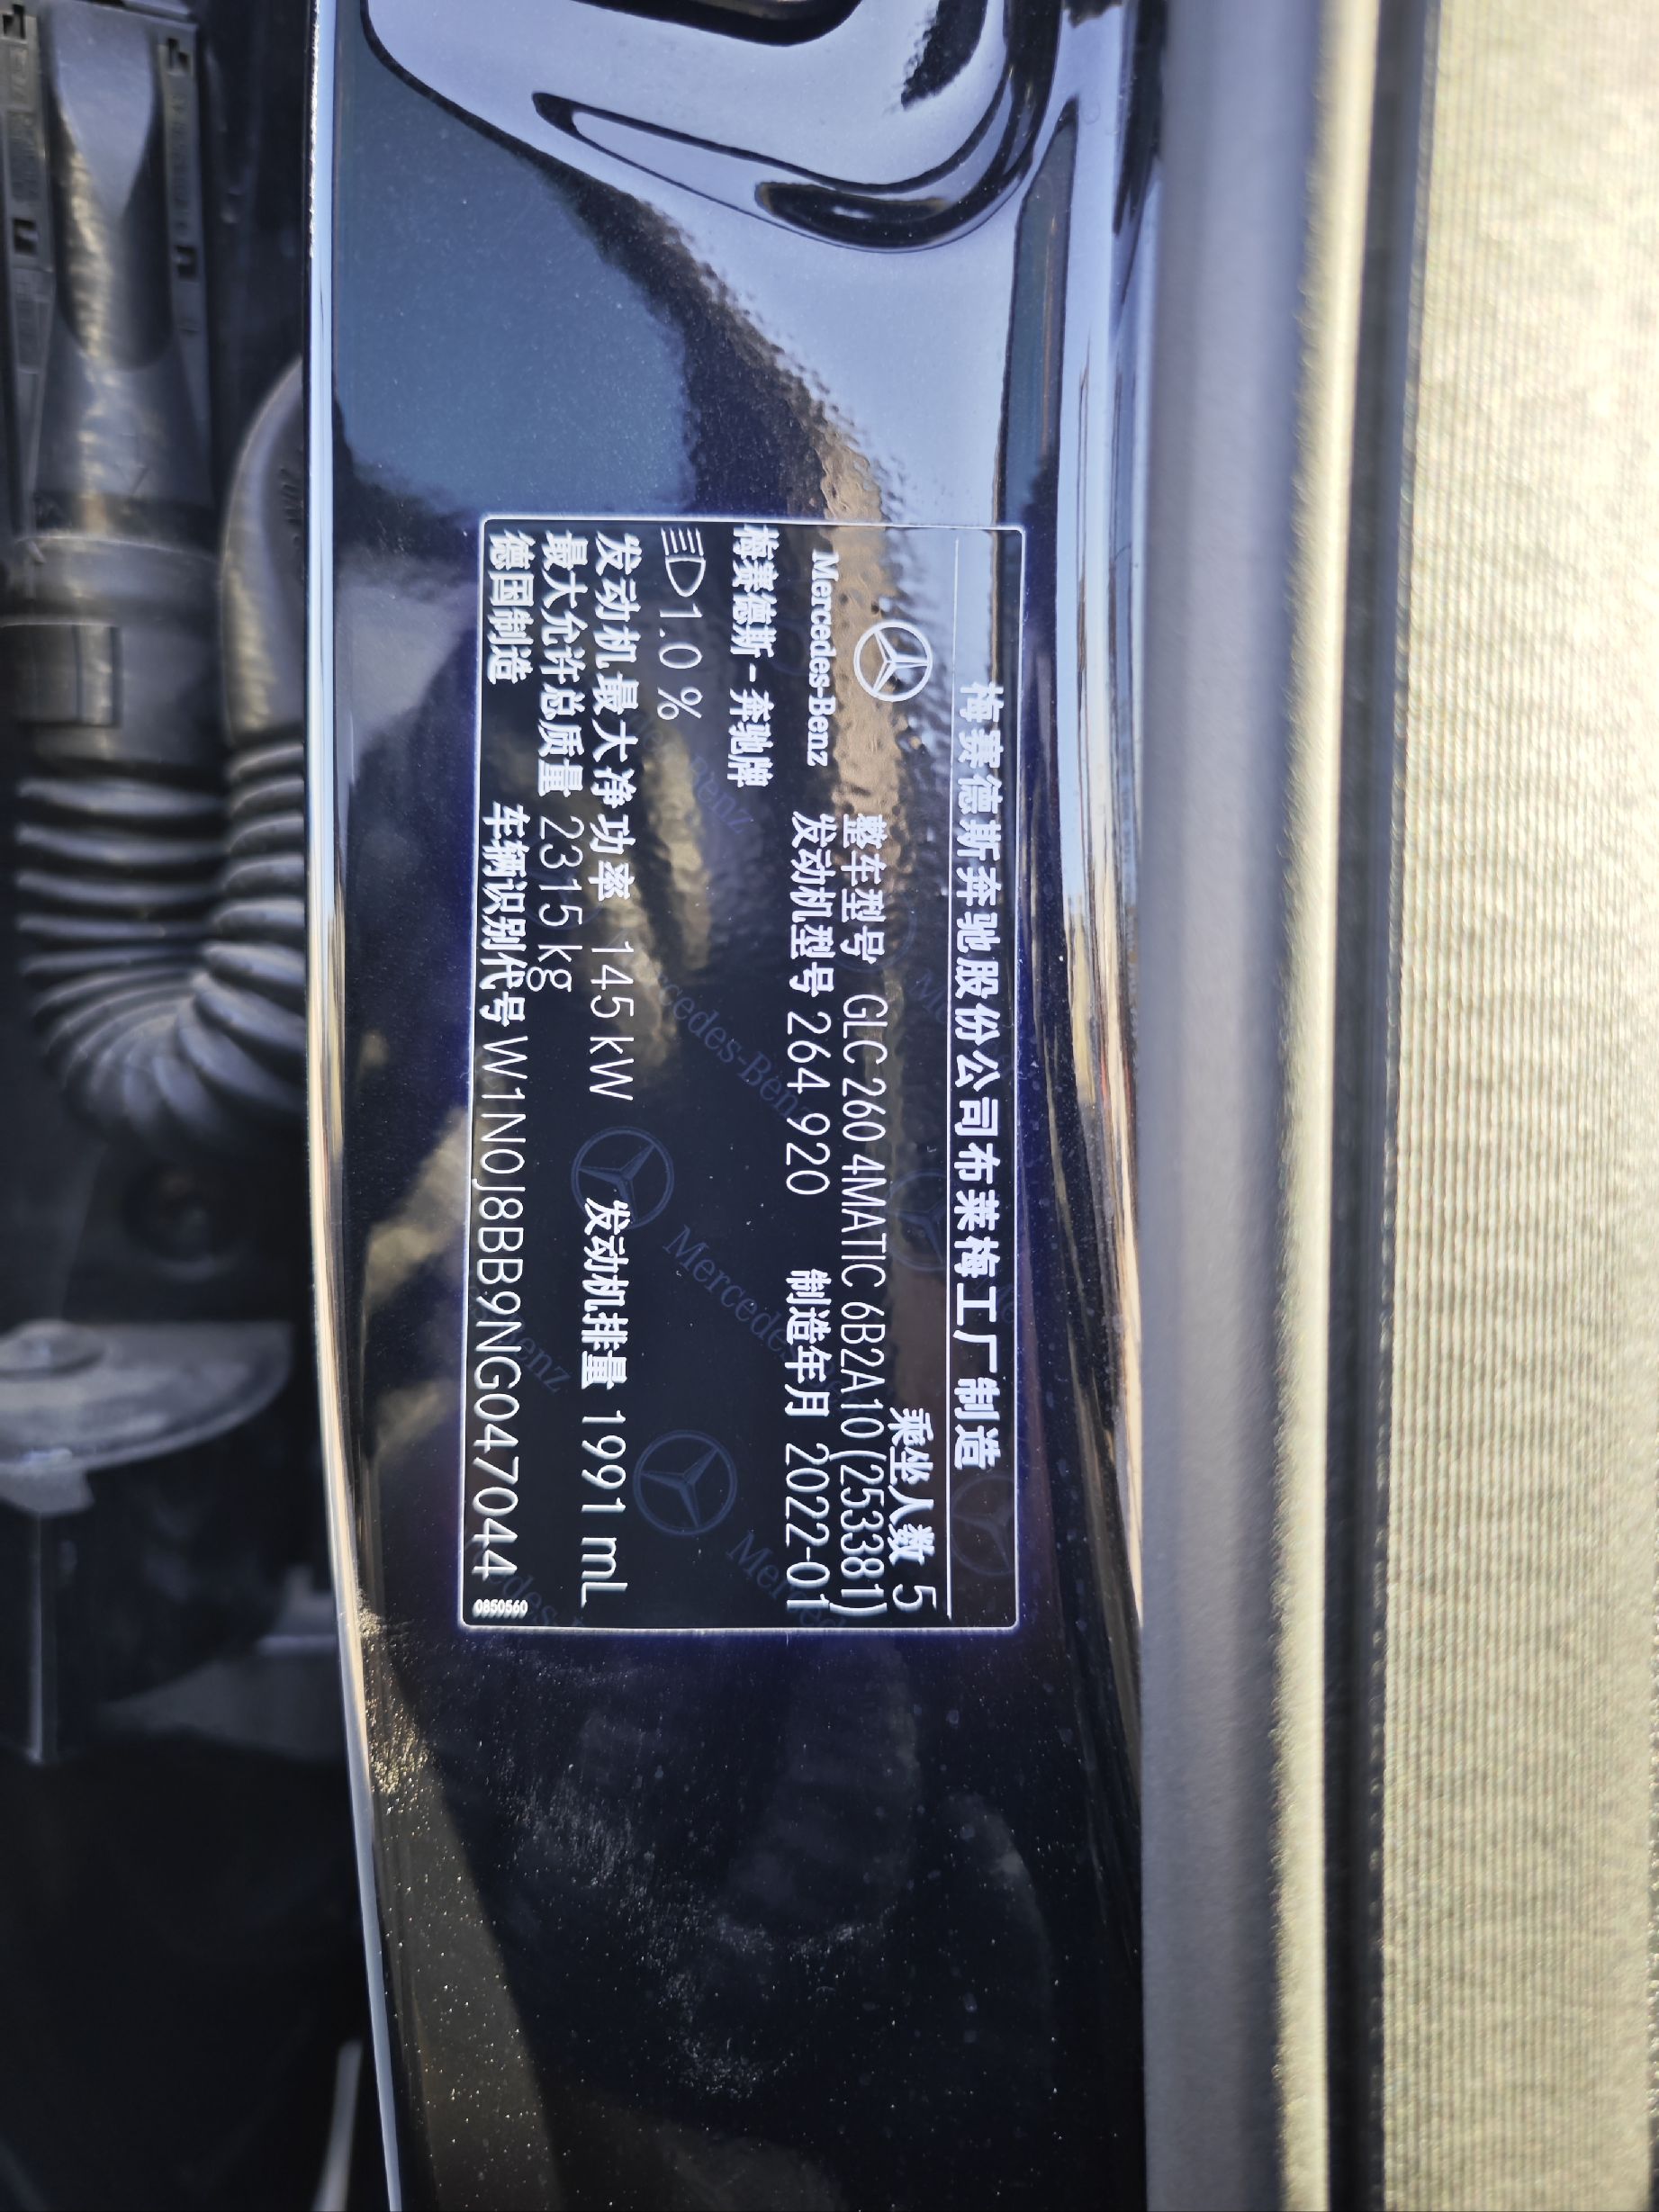 梅赛德斯奔驰股份公司布莱梅工厂制造
乘坐人数 5
整车型号 GLC 260 4MATIC 6B2A10 (253381)
Mercedes-Benz 发动机型号 264 920 制造年月 2022-01
梅赛德斯-奔驰牌
1.0 %
发动机最大净功率 145 kW 发动机排量 1991 mL
最大允许总质量 2315 kg
德国制造 车辆识别代号 W1N0J8BB9NG047044 0850560